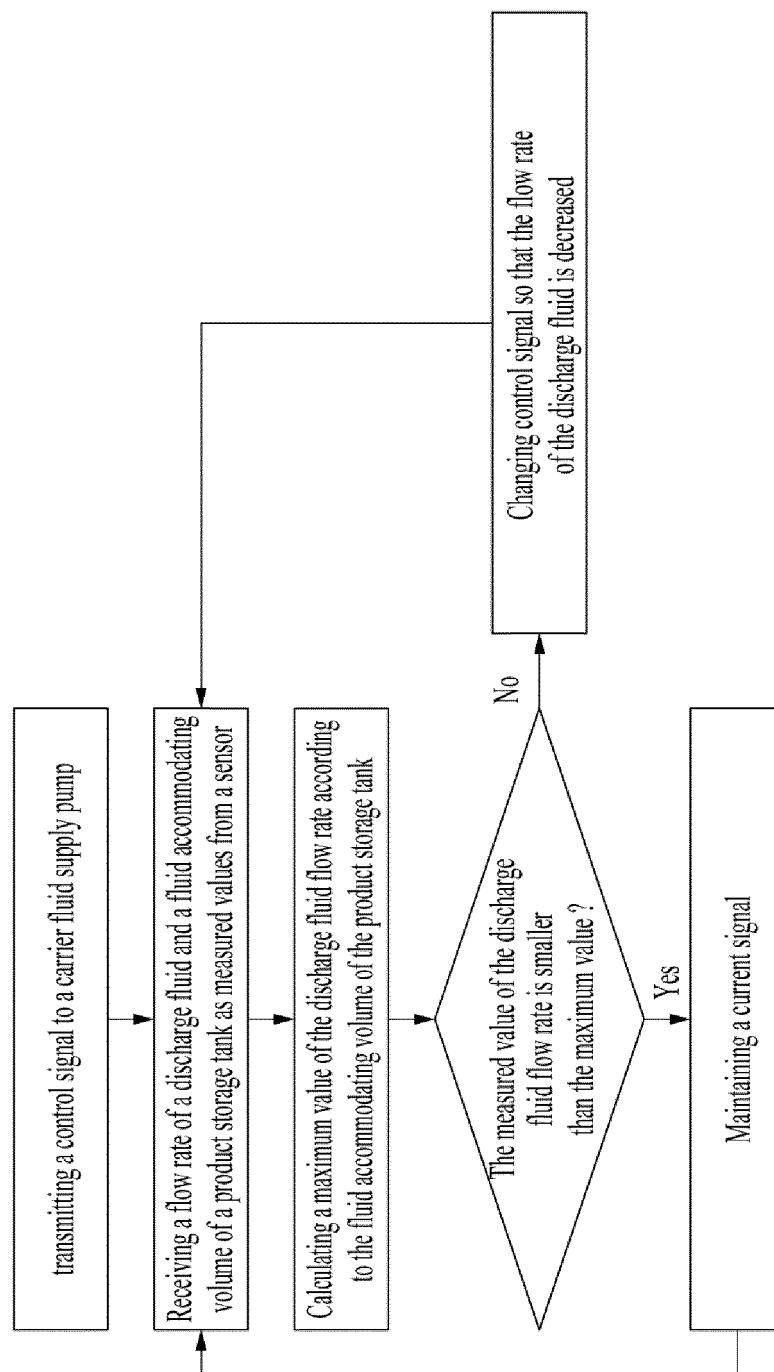 transmitting a control signal to a carrier fluid supply pump
Receiving a flow rate of a discharge fluid and a fluid accommodating
volume of a product storage tank as measured values from a sensor
Calculating a maximum value of the discharge fluid flow rate according
to the fluid accommodating volume of the product storage tank
The measured value of the discharge
fluid flow rate is smaller
than the maximum value ?
No
Changing control signal so that the flow rate
of the discharge fluid is decreased
Yes
Maintaining a current signal